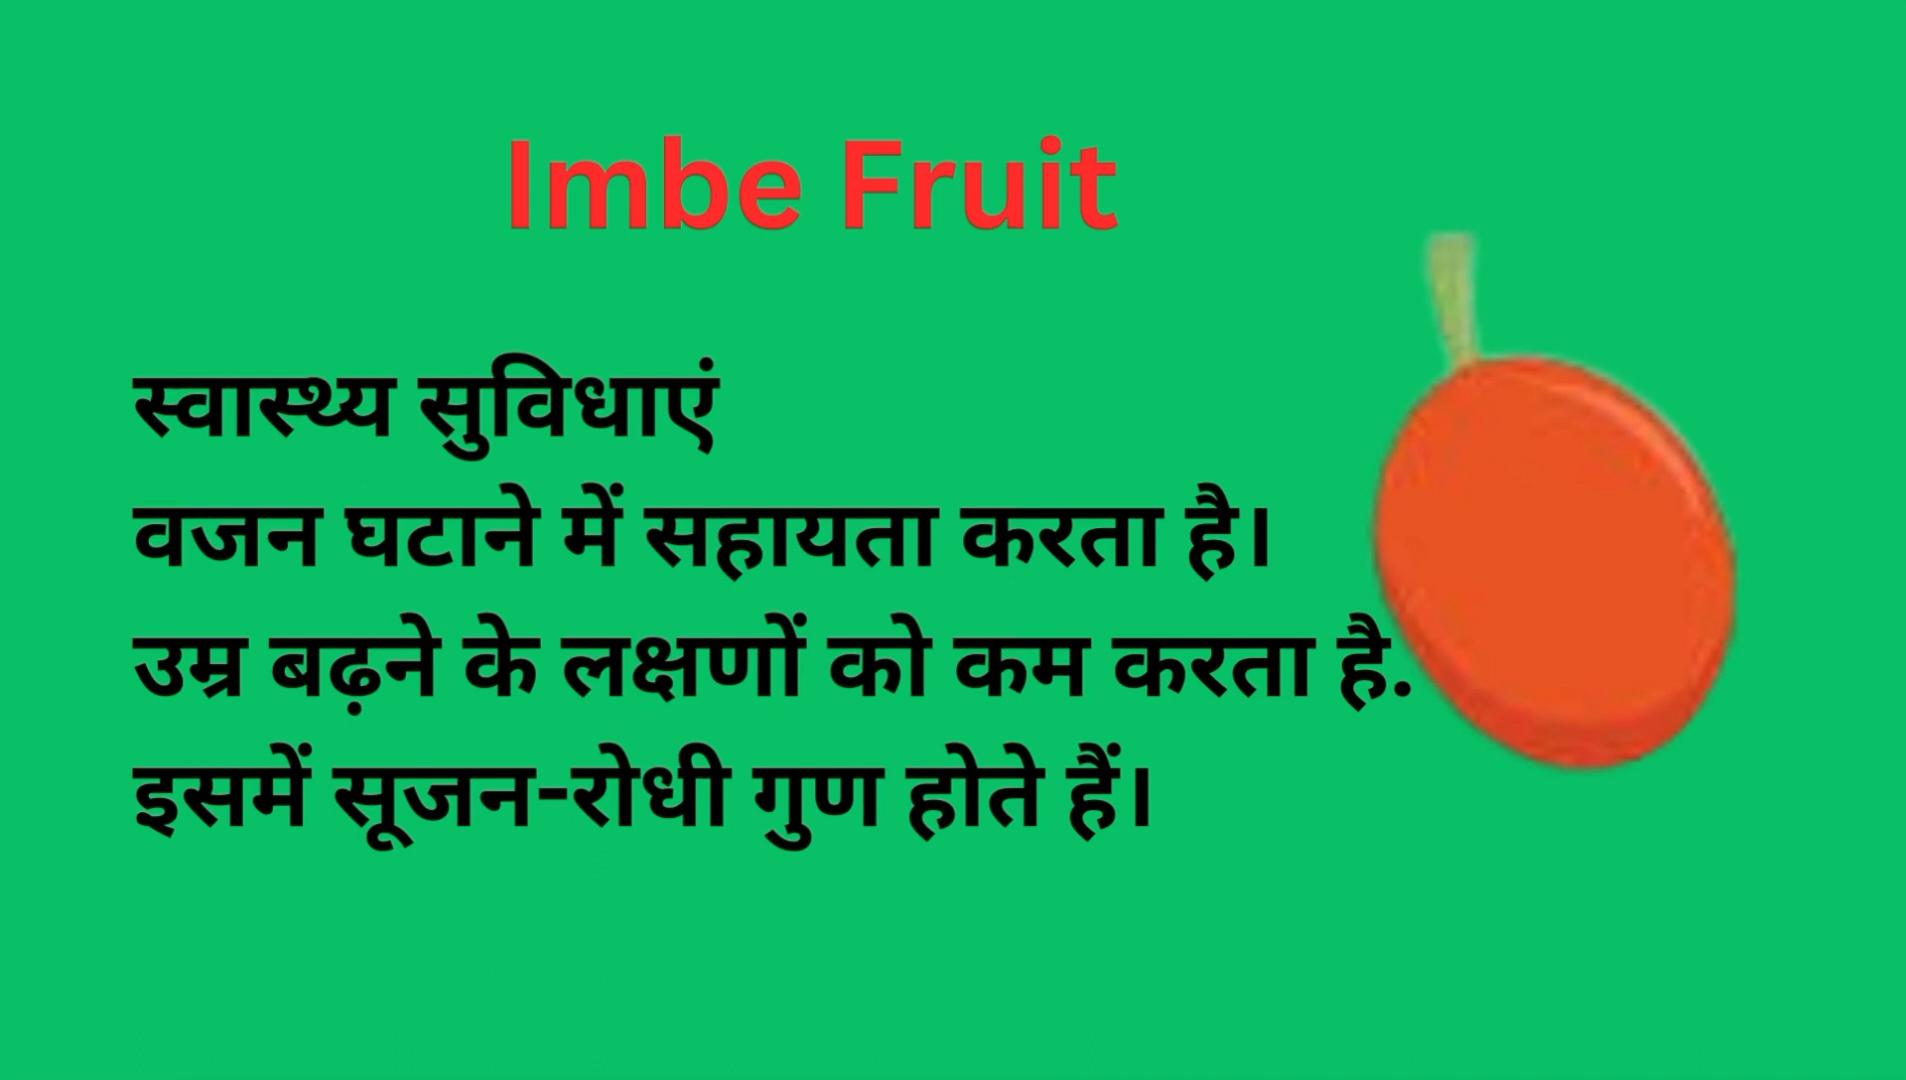 Imbe Fruit
स्वास्थ्य सुविधाएं
वजन घटाने में सहायता करता है।
उम्र बढ़ने के लक्षणों को कम करता है.
इसमें सूजन-रोधी गुण होते हैं।